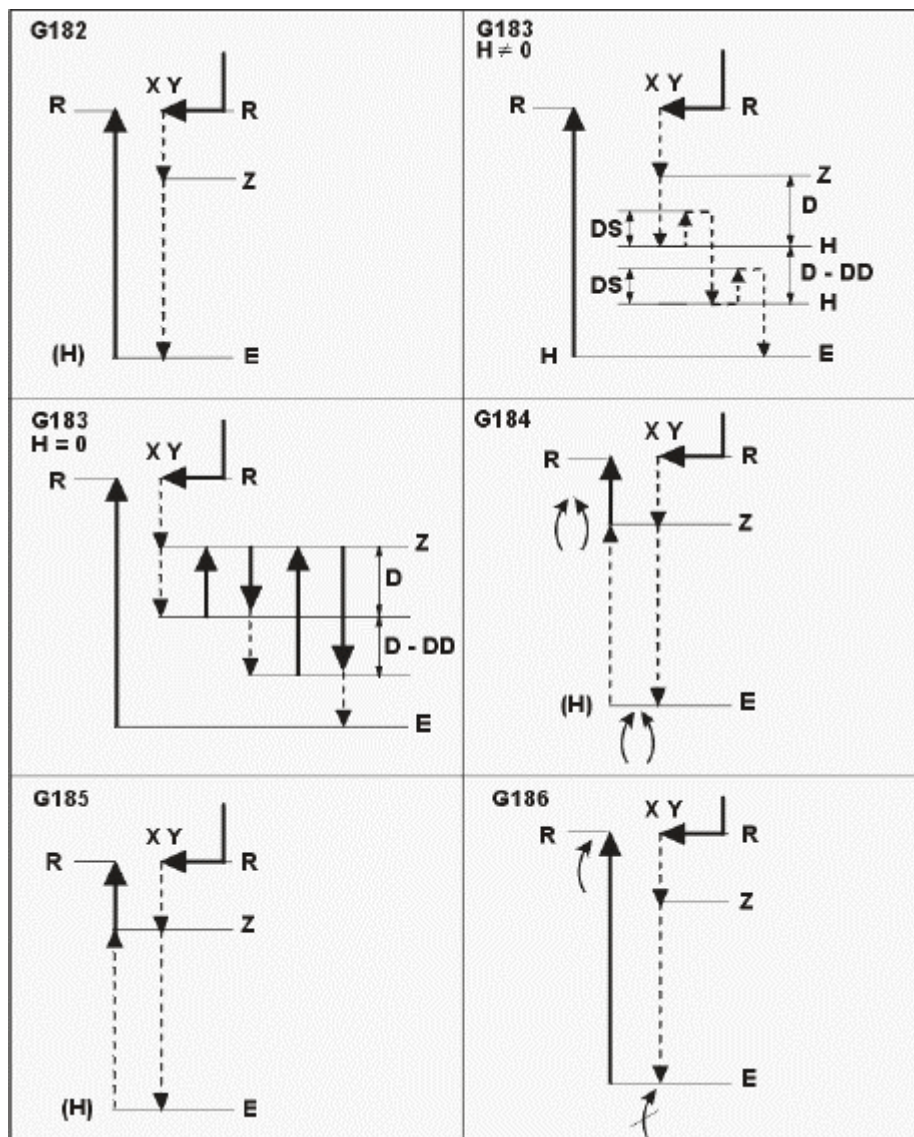 G182
X Y
R
R
Z
(H)
E
G183
H ≠ 0
X Y
R
R
Z
D
DS
H
D - DD
DS
H
H
E
G183
H = 0
X Y
R
R
Z
D
D - DD
E
G184
X Y
R
R
Z
(H)
E
G185
X Y
R
R
Z
(H)
E
G186
X Y
R
R
Z
E